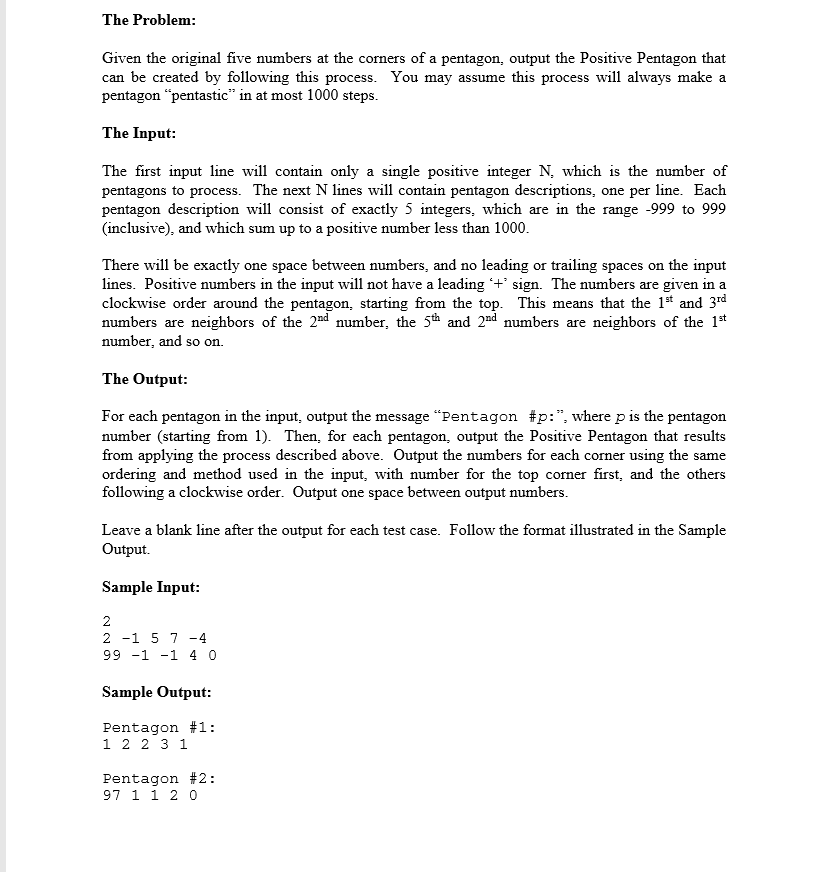 The Problem:
Given the original five numbers at the corners of a pentagon, output the Positive Pentagon that
can be created by following this process. You may assume this process will always make a
pentagon “pentastic” in at most 1000 steps.
The Input:
The first input line will contain only a single positive integer N, which is the number of
pentagons to process. The next N lines will contain pentagon descriptions, one per line. Each
pentagon description will consist of exactly 5 integers, which are in the range -999 to 999
(inclusive), and which sum up to a positive number less than 1000.
There will be exactly one space between numbers, and no leading or trailing spaces on the input
lines. Positive numbers in the input will not have a leading ‘+’ sign. The numbers are given in a
clockwise order around the pentagon, starting from the top. This means that the 1st and 3rd
numbers are neighbors of the 2nd number, the 5th and 2nd numbers are neighbors of the 1st
number, and so on.
The Output:
For each pentagon in the input, output the message “Pentagon #p:”, where p is the pentagon
number (starting from 1). Then, for each pentagon, output the Positive Pentagon that results
from applying the process described above. Output the numbers for each corner using the same
ordering and method used in the input, with number for the top corner first, and the others
following a clockwise order. Output one space between output numbers.
Leave a blank line after the output for each test case. Follow the format illustrated in the Sample
Output.
Sample Input:
2
2 -1 5 7 -4
99 -1 -1 4 0
Sample Output:
Pentagon #1:
1 2 2 3 1
Pentagon #2:
97 1 1 2 0